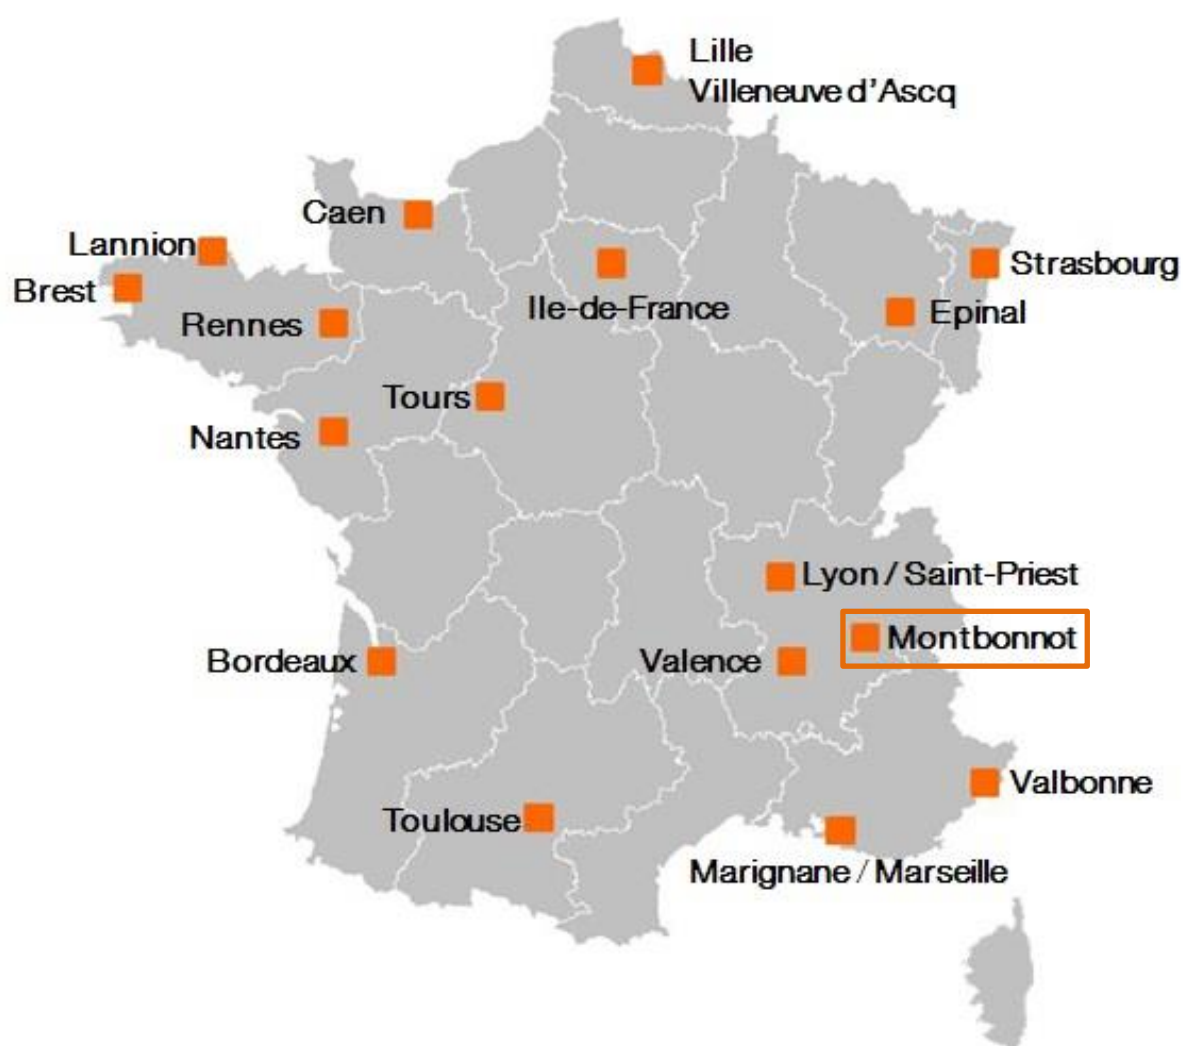 Lille
Villeneuve d'Ascq
Caen
Lannion
Strasbourg
Brest
Ile-de-France
Epinal
Rennes
Tours
Nantes
Lyon / Saint-Priest
Montbonnot
Bordeaux
Valence
Valbonne
Toulouse
Marignane / Marseille